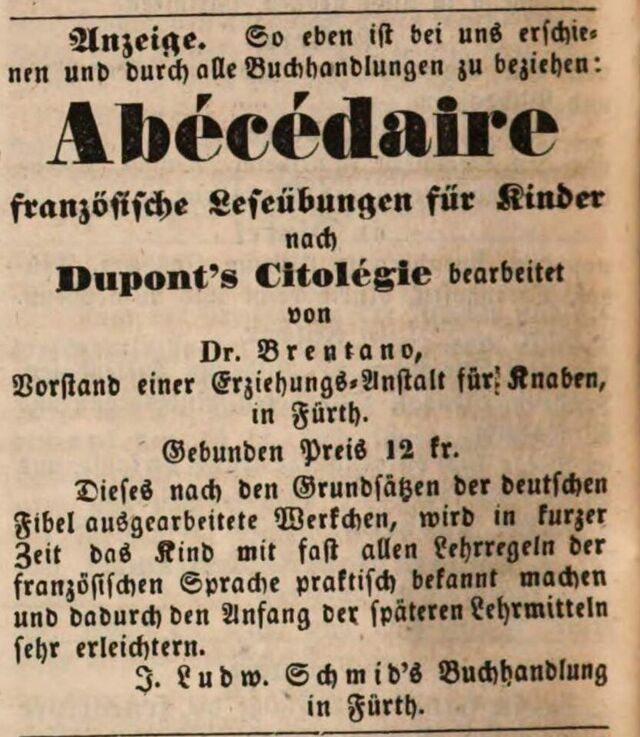 Anzeige. So eben ist bei uns erschie-
nen und durch alle Buchhandlungen zu beziehen:
Abécédaire
französische Leseübungen für Kinder
nach
Dupont's Citolégie bearbeitet
von
Dr. Brentano,
Vorstand einer Erziehungs-Anstalt für Knaben,
in Fürth.
Gebunden Preis 12 kr.
Dieses nach den Grundsätzen der deutschen
Fibel ausgearbeitete Werkchen, wird in kurzer
Zeit das Kind mit fast allen Lehrregeln der
französischen Sprache praktisch bekannt machen
und dadurch den Anfang der späteren Lehrmitteln
sehr erleichtern.
J. Ludw. Schmid's Buchhandlung
in Fürth.